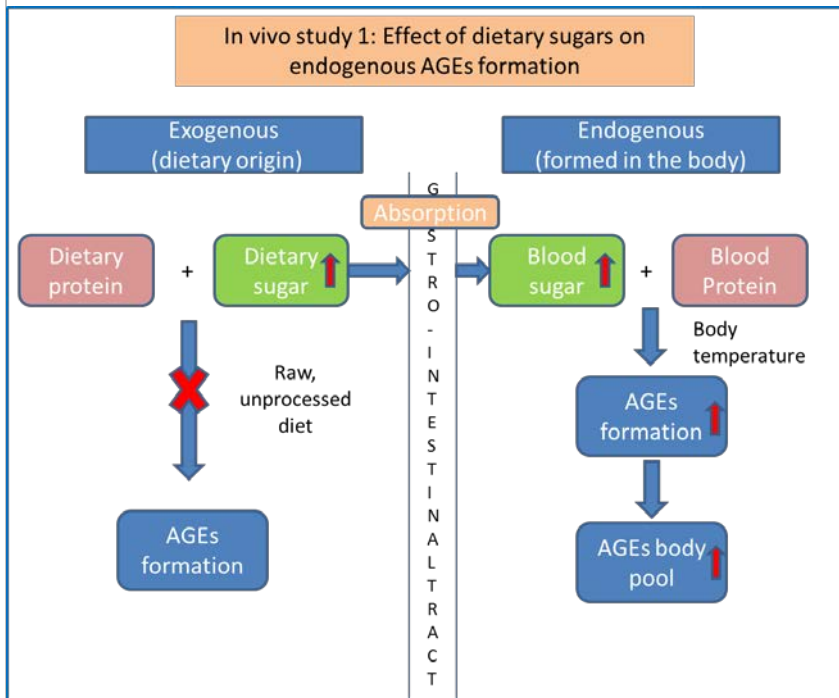 In vivo study 1: Effect of dietary sugars on
endogenous AGEs formation
Exogenous
(dietary origin)
Endogenous
(formed in the body)
Absorption
Dietary
protein
+
Dietary
sugar
Blood
sugar
+
Blood
Protein
Raw,
unprocessed
diet
Body
temperature
AGEs
formation
AGEs
formation
AGEs body
pool
G
STRO-INTESTINALTRACT